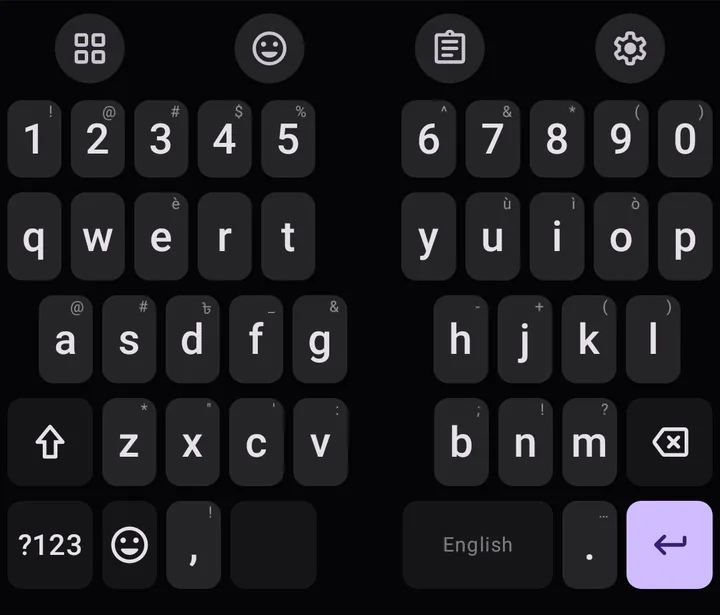 ! @ # $ % ^ & * ( )
1 2 3 4 5 6 7 8 9 0
è ù ì ò
q w e r t y u i o p
@ # _ & - + ( )
a s d f g h j k l
* " ' : ; ! ?
z x c v b n m
! …
?123 , English .